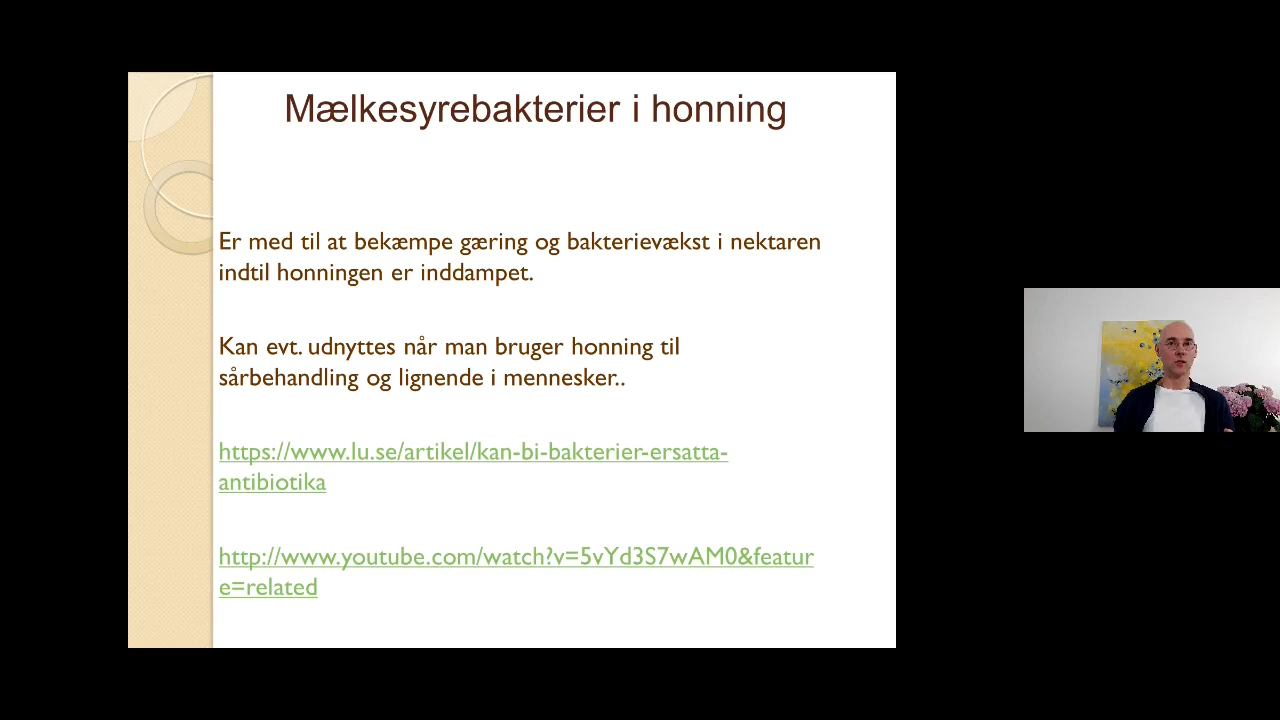 Mælkesyrebakterier i honning
Er med til at bekæmpe gæring og bakterievækst i nektaren
indtil honningen er inddampet.
Kan evt. udnyttes når man bruger honning til
sårbehandling og lignende i mennesker..
https://www.lu.se/artikel/kan-bi-bakterier-ersatta-
antibiotika
http://www.youtube.com/watch?v=5vYd3S7wAM0&featur
e=related